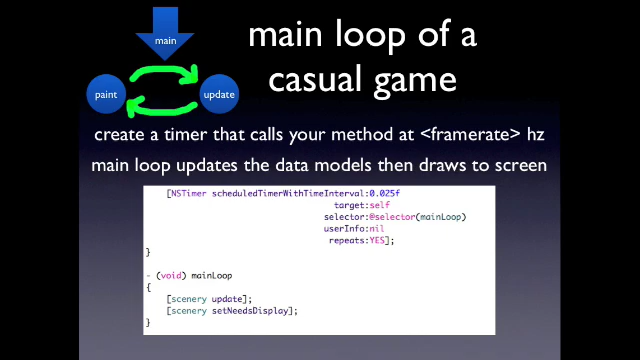 main
paint
update
main loop of a
casual game
create a timer that calls your method at <framerate> hz
main loop updates the data models then draws to screen
[NSTimer scheduledTimerWithTimeInterval:0.025f
target:self
selector:@selector(mainLoop)
userInfo:nil
repeats:YES];
}
- (void) mainLoop
{
[scenery update];
[scenery setNeedsDisplay];
}